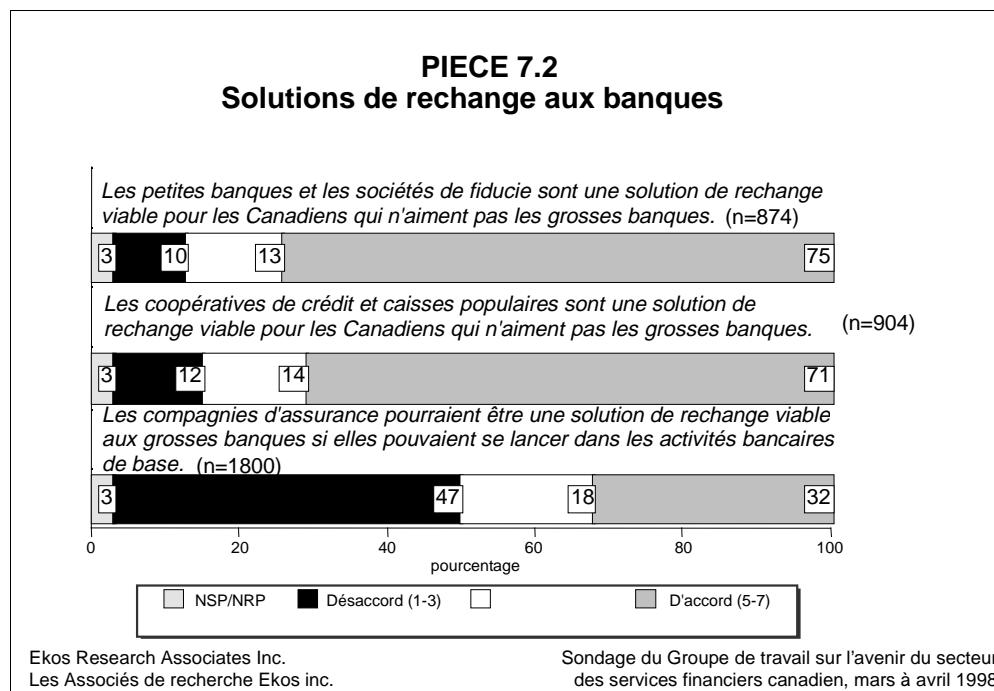 PIECE 7.2
Solutions de rechange aux banques
Les petites banques et les sociétés de fiducie sont une solution de rechange
viable pour les Canadiens qui n'aiment pas les grosses banques. (n=874)
3 10 13 75
Les coopératives de crédit et caisses populaires sont une solution de
rechange viable pour les Canadiens qui n'aiment pas les grosses banques. (n=904)
3 12 14 71
Les compagnies d'assurance pourraient être une solution de rechange viable
aux grosses banques si elles pouvaient se lancer dans les activités bancaires
de base. (n=1800)
3 47 18 32
0 20 40 60 80 100
pourcentage
NSP/NRP Désaccord (1-3) D'accord (5-7)
Ekos Research Associates Inc.
Les Associés de recherche Ekos inc.
Sondage du Groupe de travail sur l'avenir du secteur
des services financiers canadien, mars à avril 1998